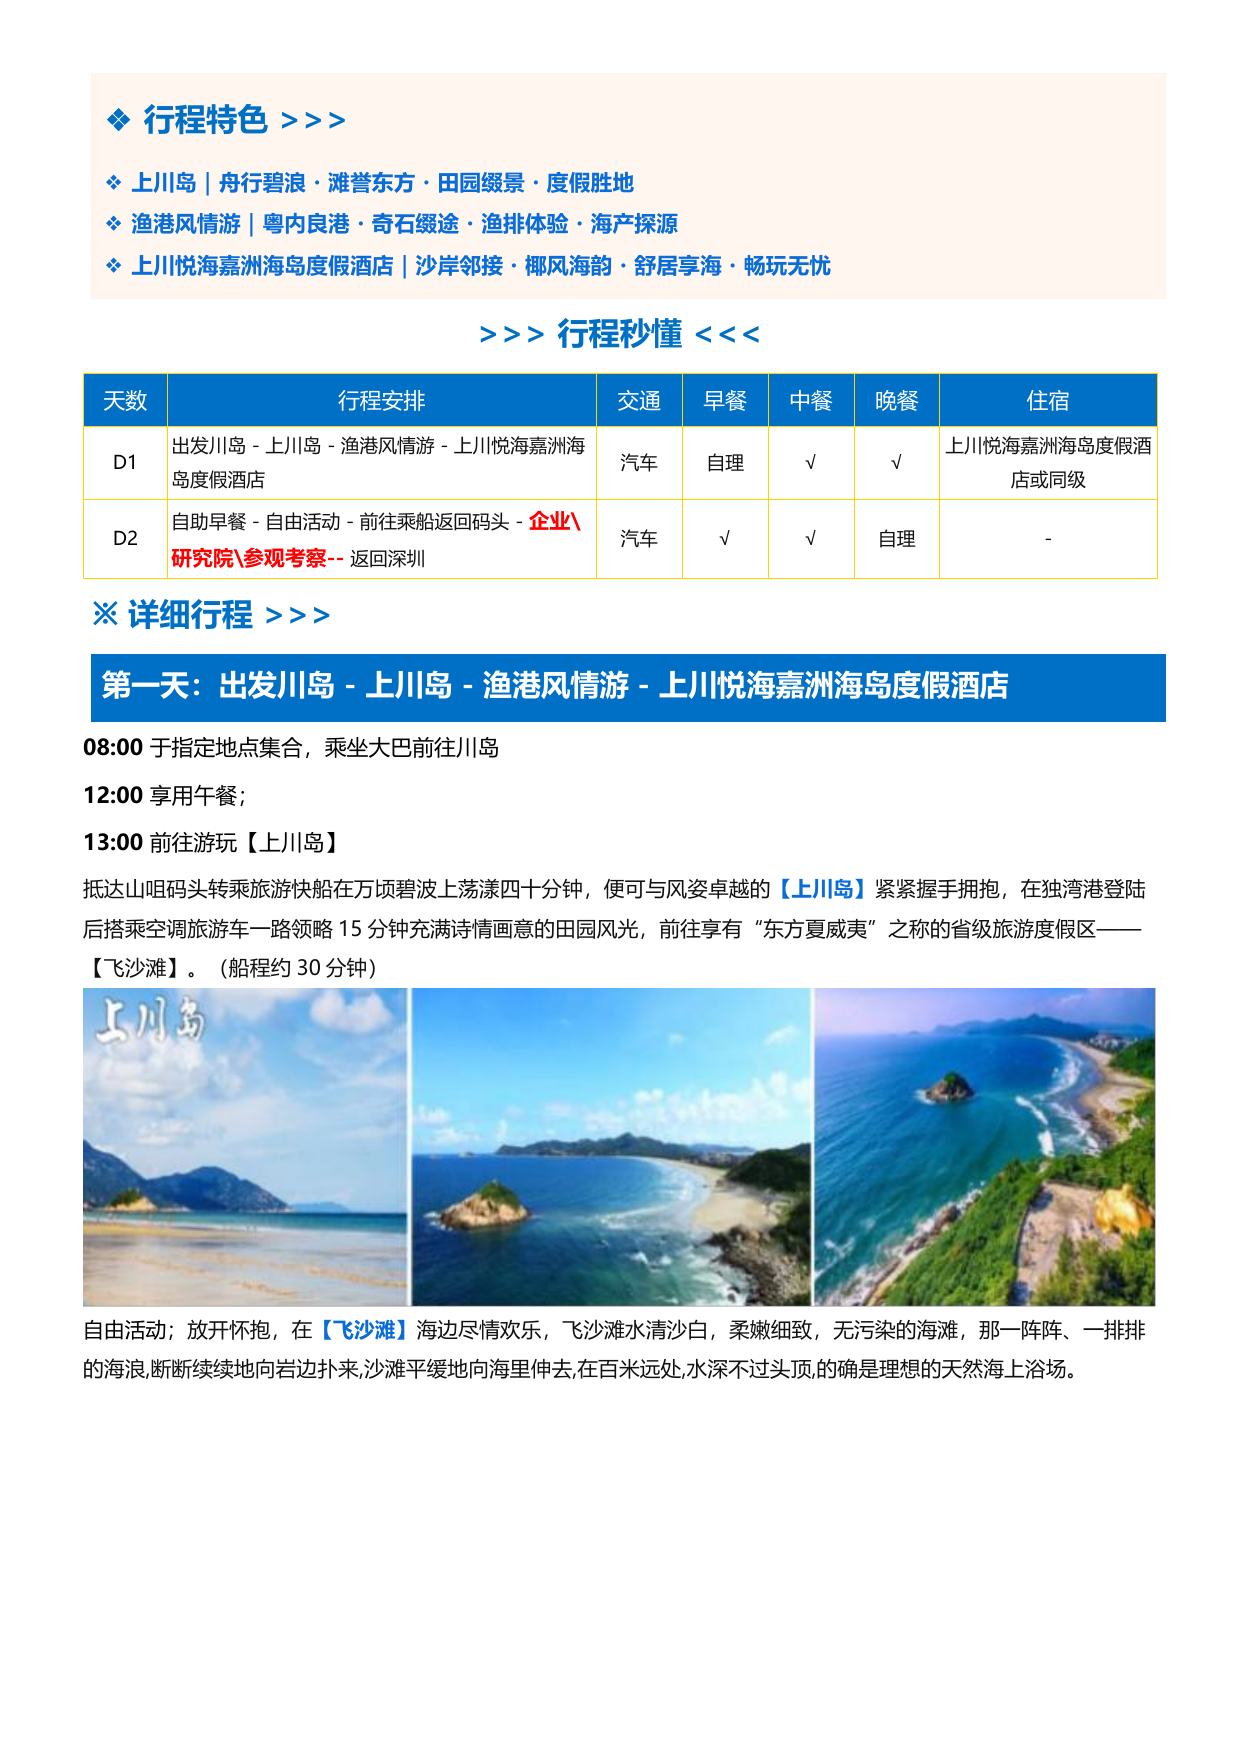 ❖ 行程特色 >>>
❖ 上川岛｜舟行碧浪·滩誉东方·田园缀景·度假胜地
❖ 渔港风情游｜粤内良港·奇石缀途·渔排体验·海产探源
❖ 上川悦海嘉洲海岛度假酒店｜沙岸邻接·椰风海韵·舒居享海·畅玩无忧
>>> 行程秒懂 <<<
天数 行程安排 交通 早餐 中餐 晚餐 住宿
D1 出发川岛 - 上川岛 - 渔港风情游 - 上川悦海嘉洲海 汽车 自理 √ √ 上川悦海嘉洲海岛度假酒
岛度假酒店 店或同级
D2 自助早餐 - 自由活动 - 前往乘船返回码头 - 企业\ 汽车 √ √ 自理 -
研究院\参观考察-- 返回深圳
※ 详细行程 >>>
第一天：出发川岛 - 上川岛 - 渔港风情游 - 上川悦海嘉洲海岛度假酒店
08:00 于指定地点集合，乘坐大巴前往川岛
12:00 享用午餐；
13:00 前往游玩【上川岛】
抵达山咀码头转乘旅游快船在万顷碧波上荡漾四十分钟，便可与风姿卓越的【上川岛】紧紧握手拥抱，在独湾港登陆
后搭乘空调旅游车一路领略 15 分钟充满诗情画意的田园风光，前往享有“东方夏威夷”之称的省级旅游度假区——
【飞沙滩】。（船程约 30 分钟）
上川岛
自由活动；放开怀抱，在【飞沙滩】海边尽情欢乐，飞沙滩水清沙白，柔嫩细致，无污染的海滩，那一阵阵、一排排
的海浪,断断续续地向岩边扑来,沙滩平缓地向海里伸去,在百米远处,水深不过头顶,的确是理想的天然海上浴场。